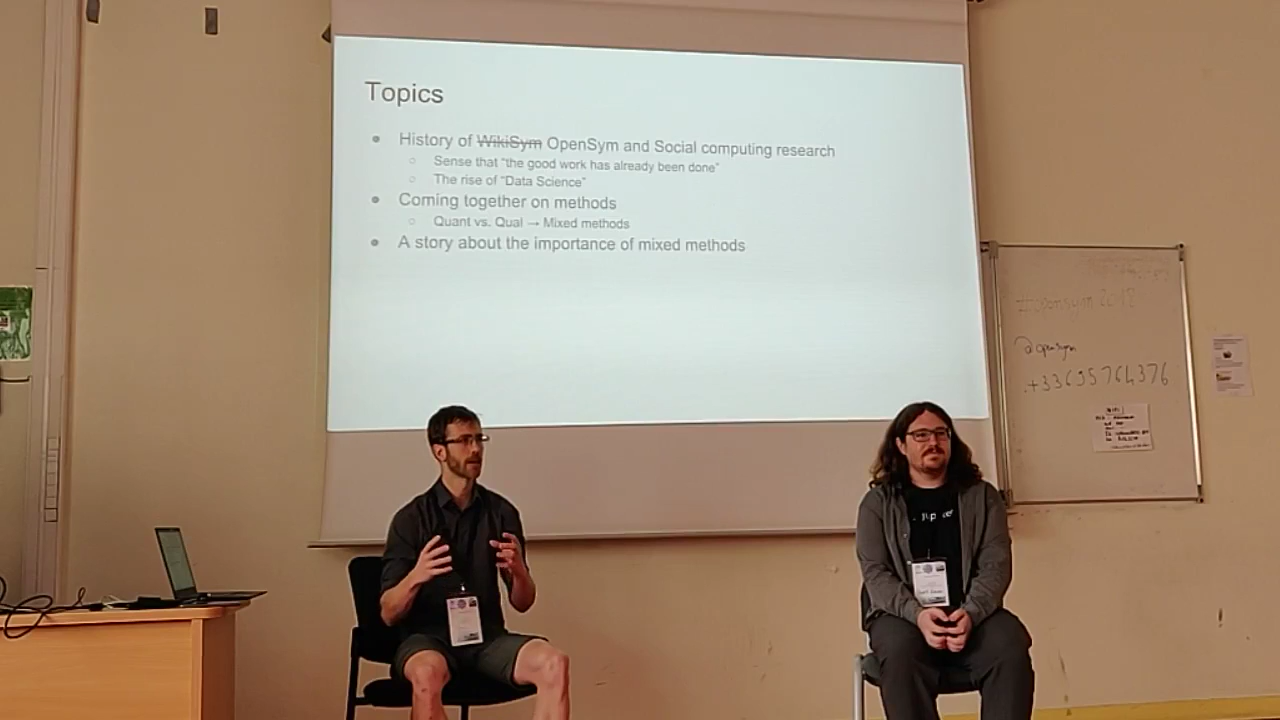 Topics
● History of WikiSym OpenSym and Social computing research
○ Sense that "the good work has already been done"
○ The rise of "Data Science"
● Coming together on methods
○ Quant vs. Qual → Mixed methods
● A story about the importance of mixed methods
#opensym 2018
@opensym
+33695764376